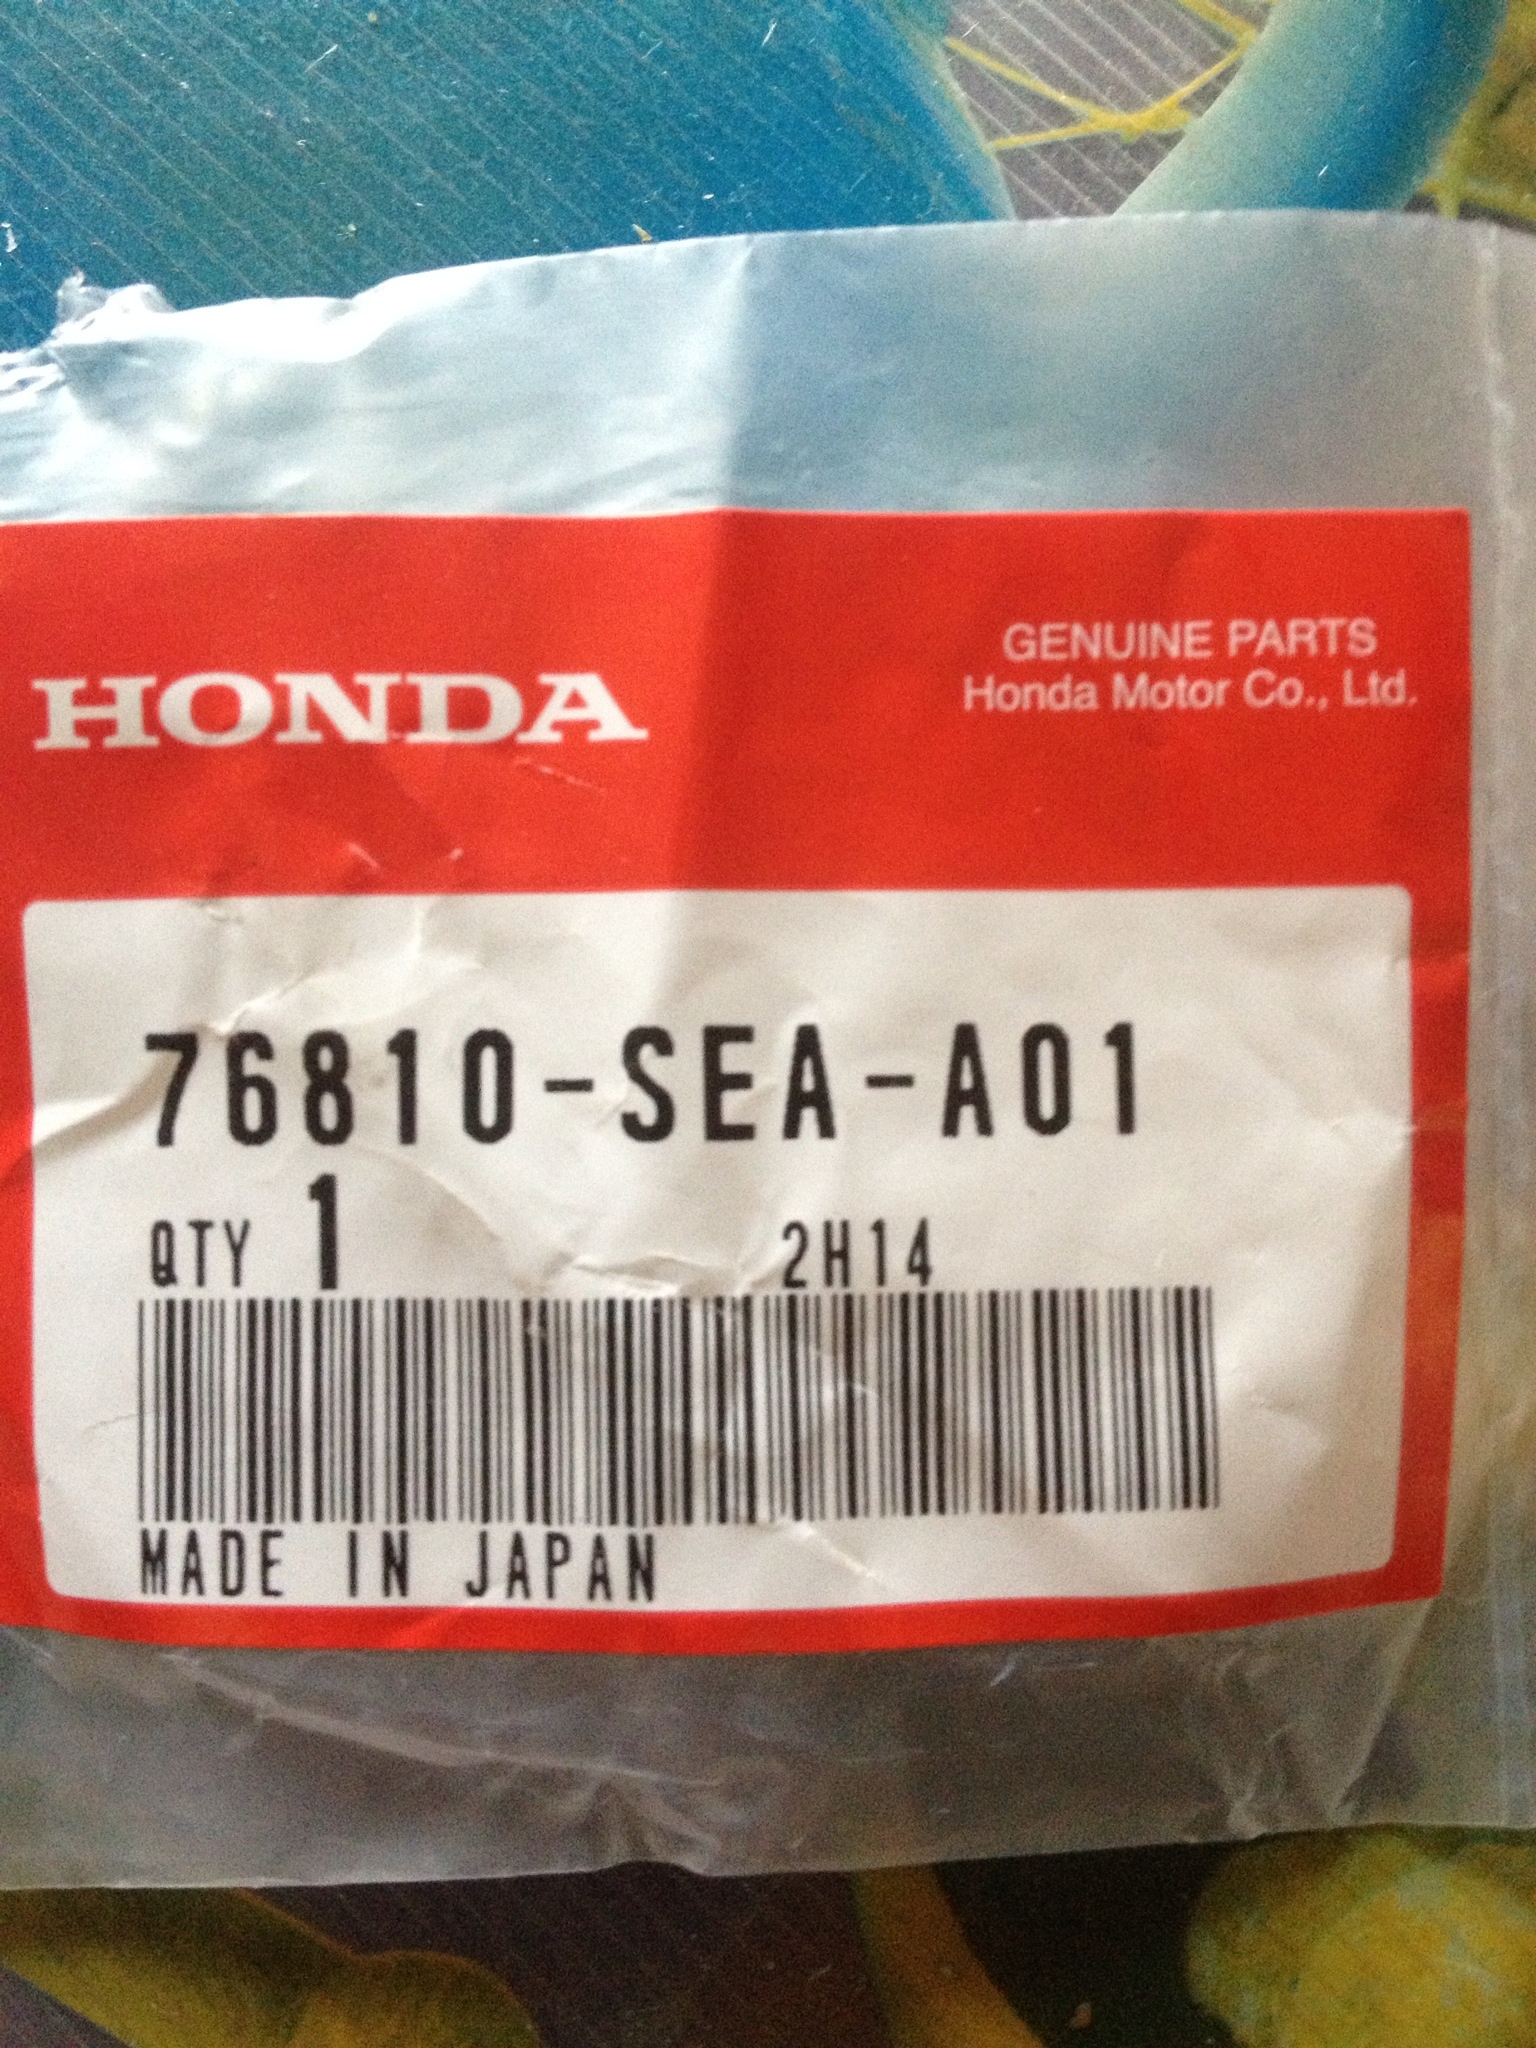 HONDA
GENUINE PARTS
Honda Motor Co., Ltd.
76810-SEA-A01
QTY 1 2H14
MADE IN JAPAN